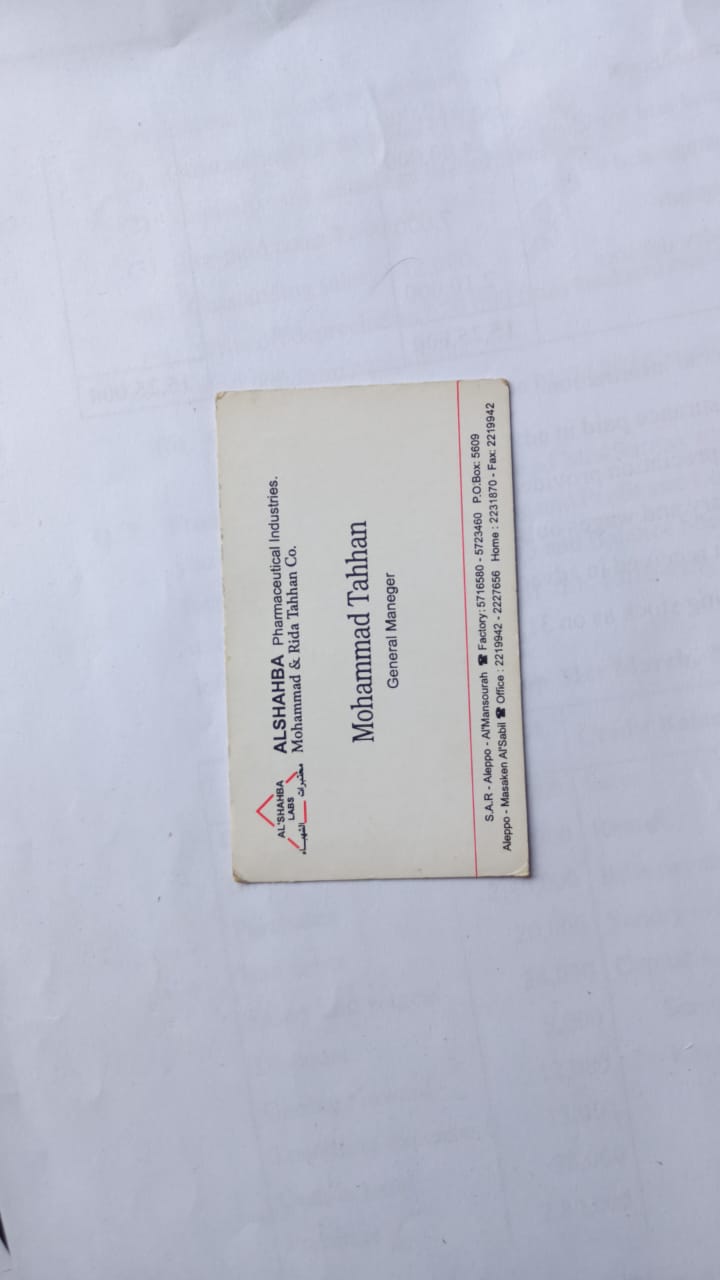 AL'SHAHBA
LABS
مختبرات
الشهباء
ALSHAHBA Pharmaceutical Industries.
Mohammad & Rida Tahhan Co.
Mohammad Tahhan
General Maneger
S.A.R - Aleppo - Al'Mansourah ☎ Factory: 5716580 - 5723460 P.O.Box: 5609
Aleppo - Masaken Al'Sabil ☎ Office : 2219942 - 2227656 Home : 2231870 - Fax: 2219942